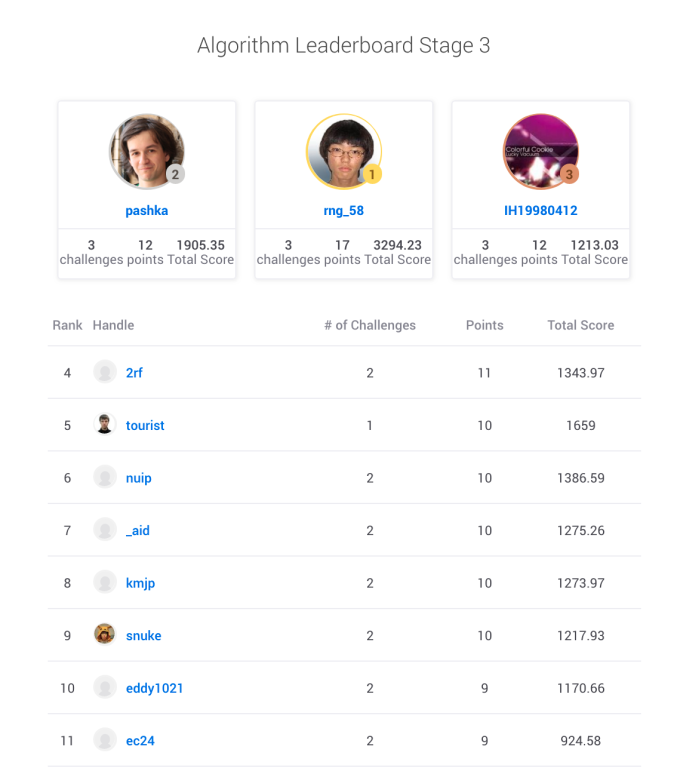 Algorithm Leaderboard Stage 3
2
pashka
3 12 1905.35
challenges points Total Score
1
rng_58
3 17 3294.23
challenges points Total Score
Colorful Cookie
Lucky Vacuum
3
IH19980412
3 12 1213.03
challenges points Total Score
Rank Handle # of Challenges Points Total Score
4 2rf 2 11 1343.97
5 tourist 1 10 1659
6 nuip 2 10 1386.59
7 _aid 2 10 1275.26
8 kmjp 2 10 1273.97
9 snuke 2 10 1217.93
10 eddy1021 2 9 1170.66
11 ec24 2 9 924.58